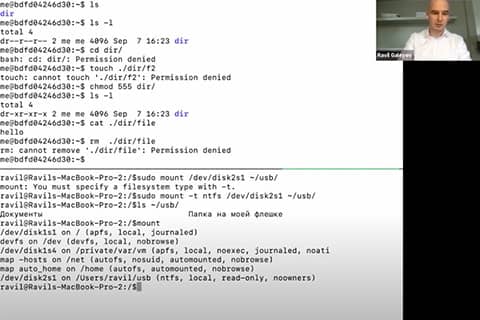 me@bdfd04246d30:~$ ls
dir
me@bdfd04246d30:~$ ls -l
total 4
dr--r--r-- 2 me me 4096 Sep  7 16:23 dir
me@bdfd04246d30:~$ cd dir/
bash: cd: dir/: Permission denied
me@bdfd04246d30:~$ touch ./dir/f2
touch: cannot touch './dir/f2': Permission denied
me@bdfd04246d30:~$ chmod 555 dir/
me@bdfd04246d30:~$ ls -l
total 4
dr-xr-xr-x 2 me me 4096 Sep  7 16:23 dir
me@bdfd04246d30:~$ cat ./dir/file
hello
me@bdfd04246d30:~$ rm  ./dir/file
rm: cannot remove './dir/file': Permission denied
me@bdfd04246d30:~$
ravil@Ravils-MacBook-Pro-2:/$sudo mount /dev/disk2s1 ~/usb/
mount: You must specify a filesystem type with -t.
ravil@Ravils-MacBook-Pro-2:/$sudo mount -t ntfs /dev/disk2s1 ~/usb/
ravil@Ravils-MacBook-Pro-2:/$ls ~/usb/
Документы Папка на моей флешке
ravil@Ravils-MacBook-Pro-2:/$mount
/dev/disk1s1 on / (apfs, local, journaled)
devfs on /dev (devfs, local, nobrowse)
/dev/disk1s4 on /private/var/vm (apfs, local, noexec, journaled, noati
map -hosts on /net (autofs, nosuid, automounted, nobrowse)
map auto_home on /home (autofs, automounted, nobrowse)
/dev/disk2s1 on /Users/ravil/usb (ntfs, local, read-only, noowners)
ravil@Ravils-MacBook-Pro-2:/$
Ravil Galeyev